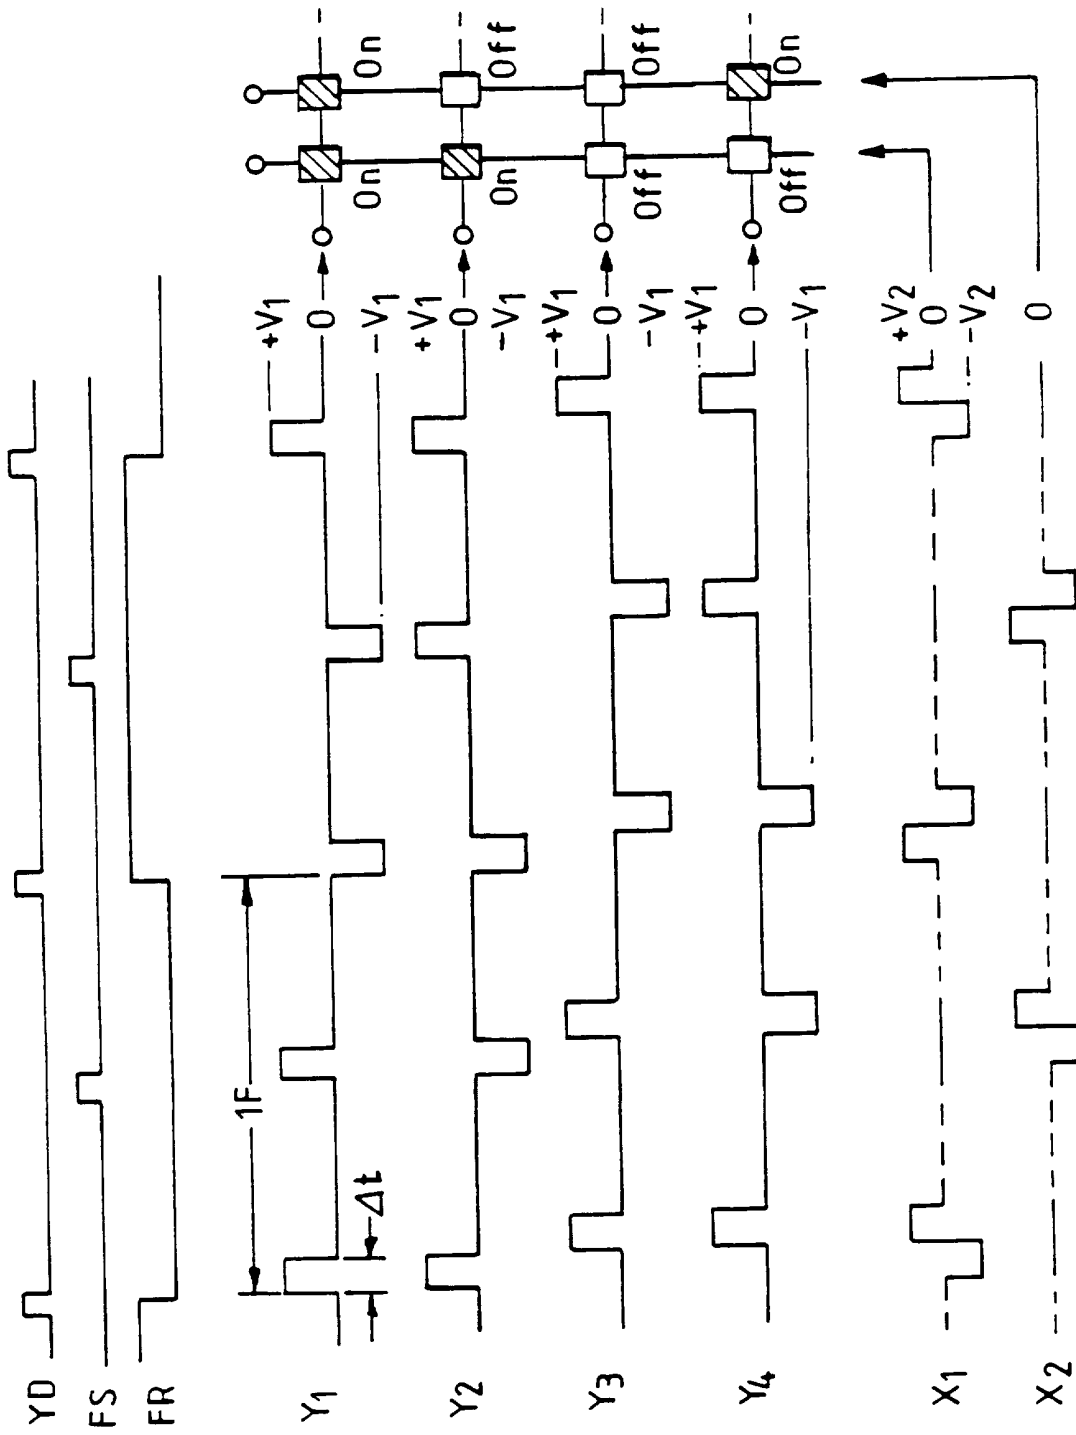 YD
FS
FR
1F
Δt
Y1
+V1
0
-V1
On
On
Y2
+V1
0
-V1
On
Off
Y3
+V1
0
-V1
Off
Off
Y4
+V1
0
-V1
Off
On
X1
+V2
0
-V2
X2
0